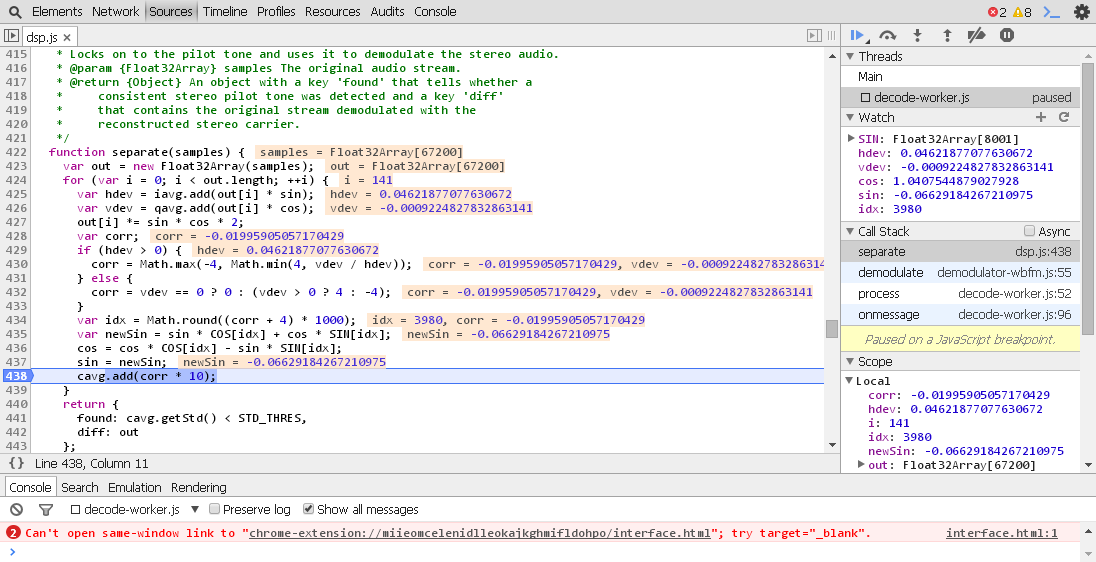 Elements Network Sources Timeline Profiles Resources Audits Console 2 8
dsp.js ×
415 * Locks on to the pilot tone and uses it to demodulate the stereo audio.
416 * @param {Float32Array} samples The original audio stream.
417 * @return {Object} An object with a key 'found' that tells whether a
418 * consistent stereo pilot tone was detected and a key 'diff'
419 * that contains the original stream demodulated with the
420 * reconstructed stereo carrier.
421 */
422 function separate(samples) { samples = Float32Array[67200]
423 var out = new Float32Array(samples); out = Float32Array[67200]
424 for (var i = 0; i < out.length; ++i) { i = 141
425 var hdev = iavg.add(out[i] * sin); hdev = 0.04621877077630672
426 var vdev = qavg.add(out[i] * cos); vdev = -0.0009224827832863141
427 out[i] *= sin * cos * 2;
428 var corr; corr = -0.01995905057170429
429 if (hdev > 0) { hdev = 0.04621877077630672
430 corr = Math.max(-4, Math.min(4, vdev / hdev)); corr = -0.01995905057170429, vdev = -0.000922482783286314
431 } else {
432 corr = vdev == 0 ? 0 : (vdev > 0 ? 4 : -4); corr = -0.01995905057170429, vdev = -0.0009224827832863141
433 }
434 var idx = Math.round((corr + 4) * 1000); idx = 3980, corr = -0.01995905057170429
435 var newSin = sin * COS[idx] + cos * SIN[idx]; newSin = -0.06629184267210975
436 cos = cos * COS[idx] - sin * SIN[idx];
437 sin = newSin; newSin = -0.06629184267210975
438 cavg.add(corr * 10);
439 }
440 return {
441 found: cavg.getStd() < STD_THRES,
442 diff: out
443 };
{} Line 438, Column 11
Threads
Main
decode-worker.js paused
Watch
SIN: Float32Array[8001]
hdev: 0.04621877077630672
vdev: -0.0009224827832863141
cos: 1.0407544879027928
sin: -0.06629184267210975
idx: 3980
Call Stack Async
separate dsp.js:438
demodulate demodulator-wbfm.js:55
process decode-worker.js:52
onmessage decode-worker.js:96
Paused on a JavaScript breakpoint.
Scope
Local
corr: -0.01995905057170429
hdev: 0.04621877077630672
i: 141
idx: 3980
newSin: -0.06629184267210975
out: Float32Array[67200]
Console Search Emulation Rendering
decode-worker.js Preserve log Show all messages
2 Can't open same-window link to "chrome-extension://miieomcelenidlleokajkghmifldohpo/interface.html"; try target="_blank". interface.html:1
>